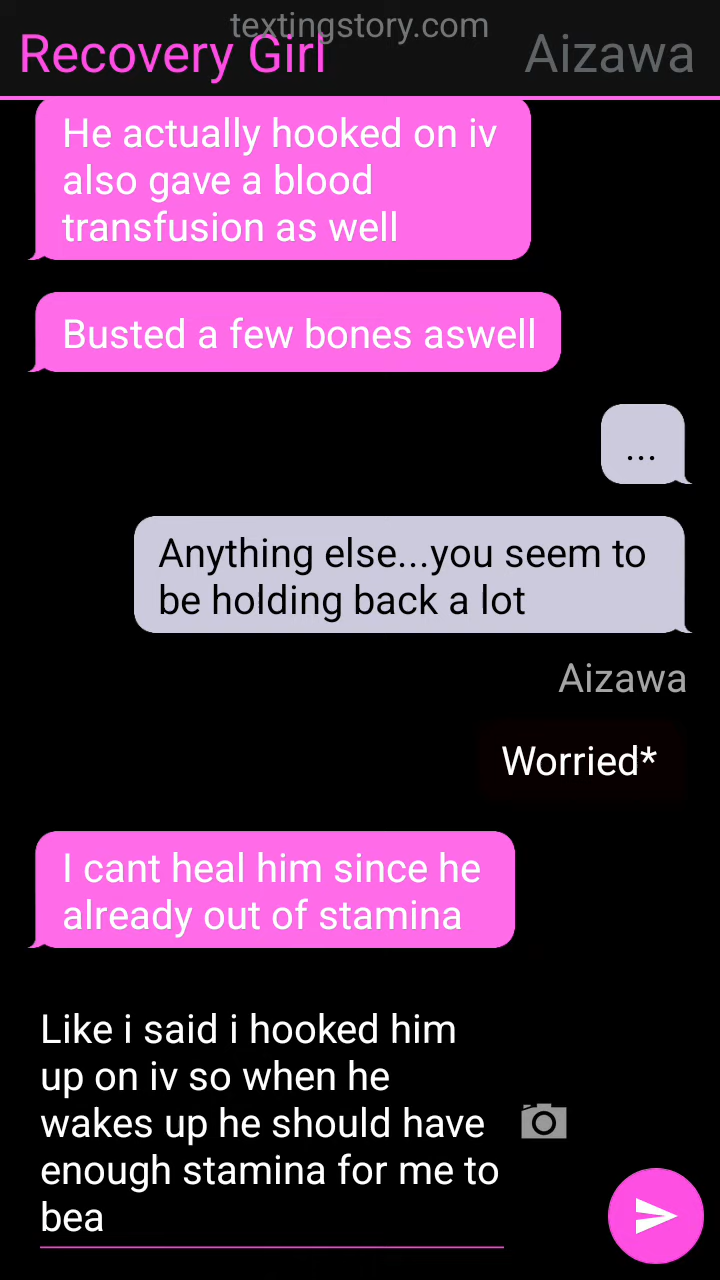 textingstory.com
Recovery Girl
Aizawa
He actually hooked on iv
also gave a blood
transfusion as well
Busted a few bones aswell
...
Anything else...you seem to
be holding back a lot
Aizawa
Worried*
I cant heal him since he
already out of stamina
Like i said i hooked him
up on iv so when he
wakes up he should have
enough stamina for me to
bea